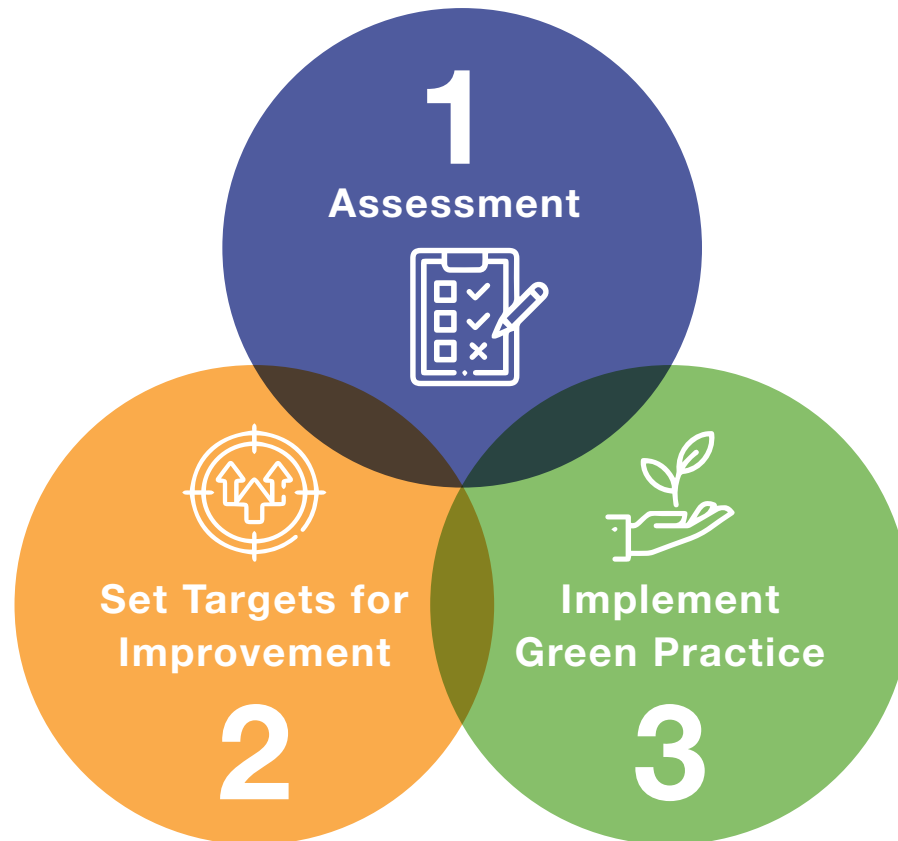 1
Assessment
Set Targets for
Improvement
2
Implement
Green Practice
3